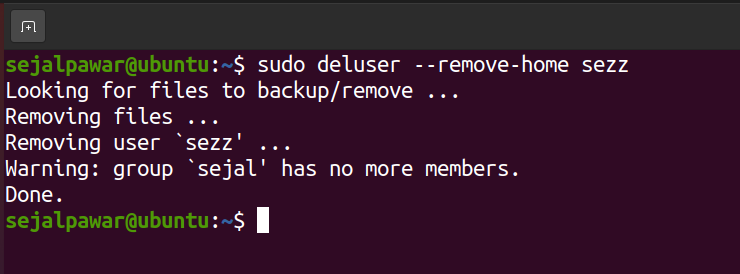 sejalpawar@ubuntu:~$ sudo deluser --remove-home sezz
Looking for files to backup/remove ...
Removing files ...
Removing user `sezz' ...
Warning: group `sejal' has no more members.
Done.
sejalpawar@ubuntu:~$